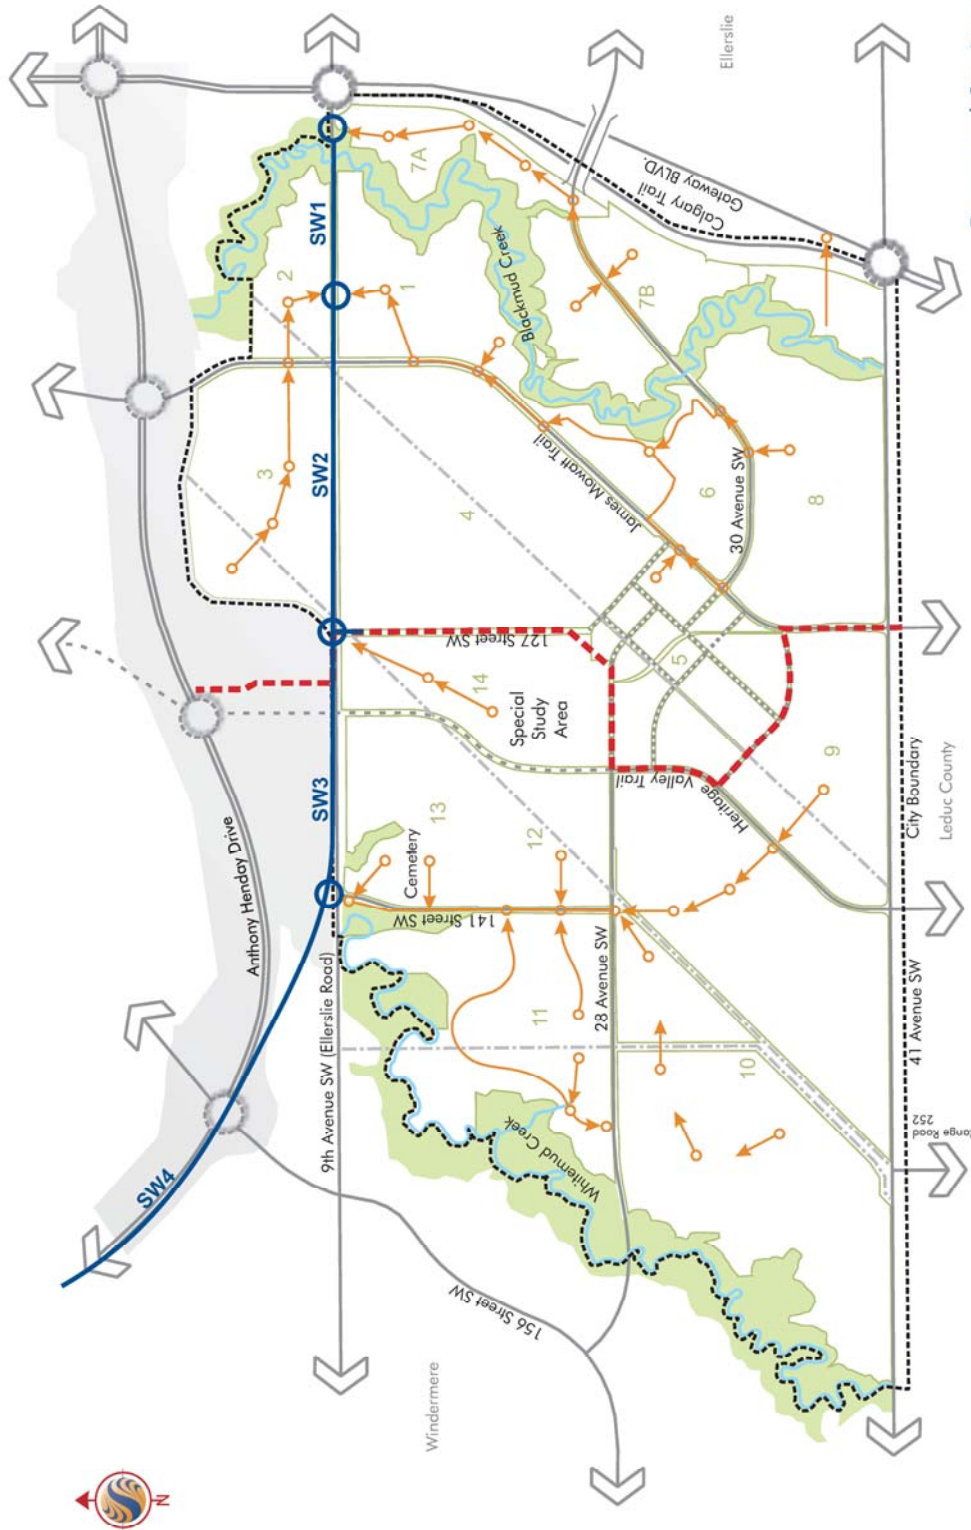 Anthony Henday Drive
SW4
SW3
SW2
SW1
9th Avenue SW (Ellerslie Road)
156 Street SW
Windermere
Whitemud Creek
Cemetery
141 Street SW
28 Avenue SW
13
12
11
10
14
Special
Study
Area
127 Street SW
Heritage
Valley Trail
5
9
3
2
1
4
James Mowatt Trail
Blackmud Creek
7A
7B
6
8
30 Avenue SW
Calgary Trail
Gateway BLVD.
Ellerslie
City Boundary
Leduc County
41 Avenue SW
252
N